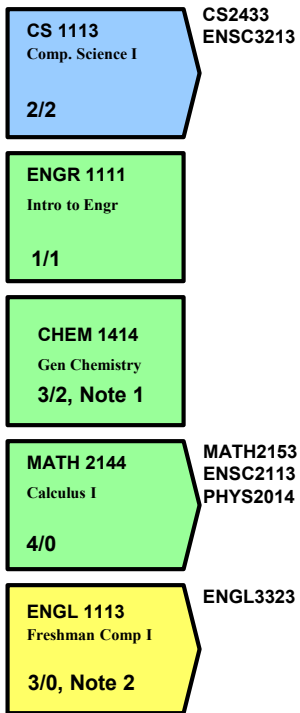 CS 1113
Comp. Science I
2/2
CS2433
ENSC3213
ENGR 1111
Intro to Engr
1/1
CHEM 1414
Gen Chemistry
3/2, Note 1
MATH 2144
Calculus I
4/0
MATH2153
ENSC2113
PHYS2014
ENGL 1113
Freshman Comp I
3/0, Note 2
ENGL3323